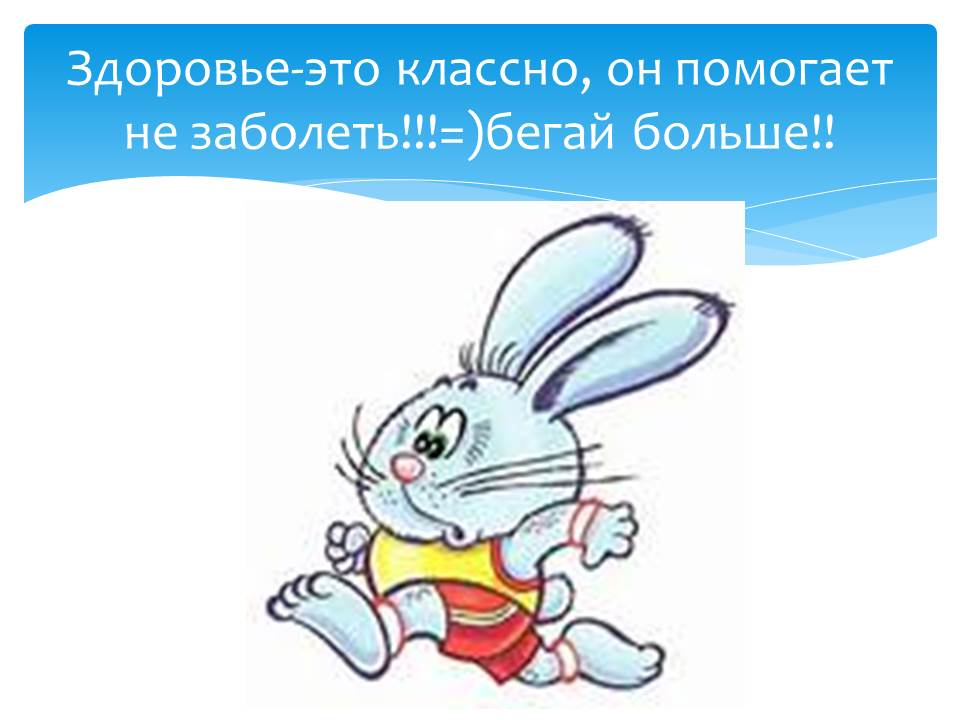 Здоровье-это классно, он помогает
не заболеть!!!=)бегай больше!!